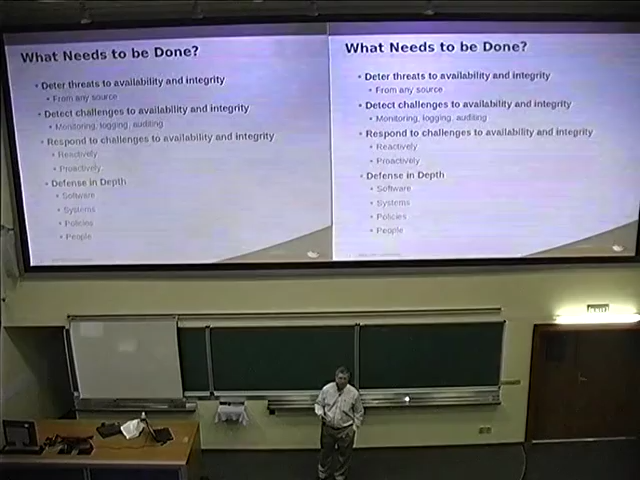 What Needs to be Done?
• Deter threats to availability and integrity
• From any source
• Detect challenges to availability and integrity
• Monitoring, logging, auditing
• Respond to challenges to availability and integrity
• Reactively
• Proactively
• Defense in Depth
• Software
• Systems
• Policies
• People
What Needs to be Done?
• Deter threats to availability and integrity
• From any source
• Detect challenges to availability and integrity
• Monitoring, logging, auditing
• Respond to challenges to availability and integrity
• Reactively
• Proactively
• Defense in Depth
• Software
• Systems
• Policies
• People
EXIT